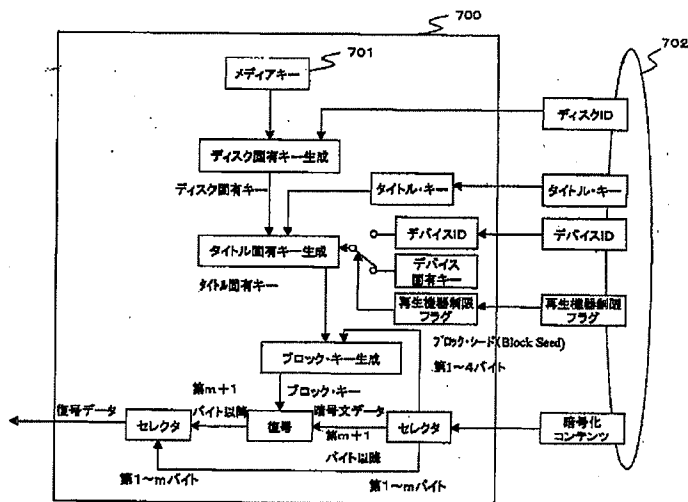 700
701
702
メディアキー
ディスクID
ディスク固有キー生成
ディスク固有キー
タイトル・キー
タイトル・キー
デバイスID
デバイスID
タイトル固有キー生成
デバイス
固有キー
タイトル固有キー
再生機器制限
フラグ
再生機器制限
フラグ
ブロック・シード(Block Seed)
ブロック・キー生成
第1~4バイト
ブロック・キー
第m+1
バイト以降
暗号文データ
復号データ
セレクタ
復号
第m+1
バイト以降
セレクタ
暗号化
コンテンツ
第1~mバイト
第1~mバイト